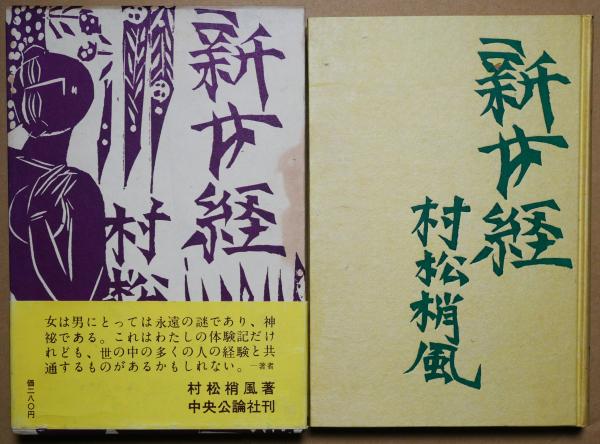 新女経
村松
女は男にとっては永遠の謎であり、神
祕である。これはわたしの体験記だけ
れども、世の中の多くの人の経験と共
通するものがあるかもしれない。—著者
村松梢風著
中央公論社刊
価二八〇円
新女経
村松梢風